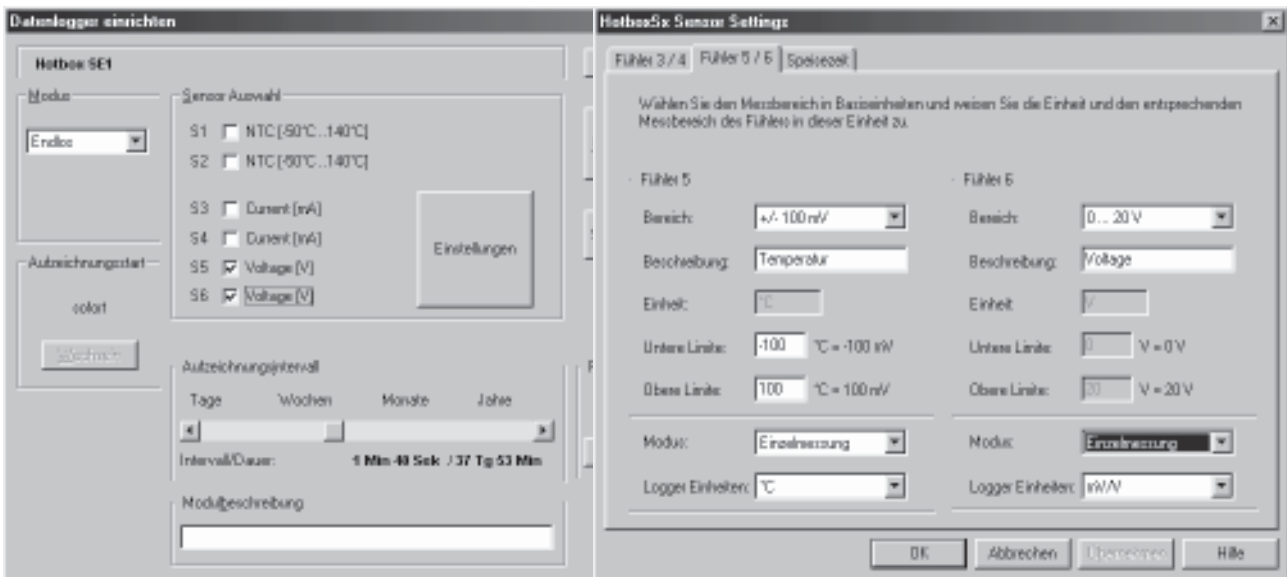 Datenlogger einrichten
Hotbox SE1
Modus
Endlos
Aufzeichnungsstart
sofort
Sensor Auswahl
S1 NTC [-50°C..140°C]
S2 NTC [-50°C..140°C]
S3 Current [mA]
S4 Current [mA]
S5 Voltage [V]
S6 Voltage [V]
Einstellungen
Aufzeichnungsintervall
Tage Wochen Monate Jahre
Intervall/Dauer: 1 Min 40 Sek / 37 Tg 53 Min
Modulbeschreibung
HotboxSx Sensor Settings
Fühler 3 / 4 Fühler 5 / 6 Speisezeit
Wählen Sie den Messbereich in Basiseinheiten und weisen Sie die Einheit und den entsprechenden
Messbereich des Fühlers in dieser Einheit zu.
Fühler 5
Bereich: +/- 100 mV
Beschreibung: Temperatur
Einheit: °C
Untere Limite: -100 °C = -100 mV
Obere Limite: 100 °C = 100 mV
Modus: Einzelmessung
Logger Einheiten: °C
Fühler 6
Bereich: 0... 20 V
Beschreibung: Voltage
Einheit: V
Untere Limite: 0 V = 0 V
Obere Limite: 20 V = 20 V
Modus: Einzelmessung
Logger Einheiten: mV/V
OK Abbrechen Übernehmen Hilfe